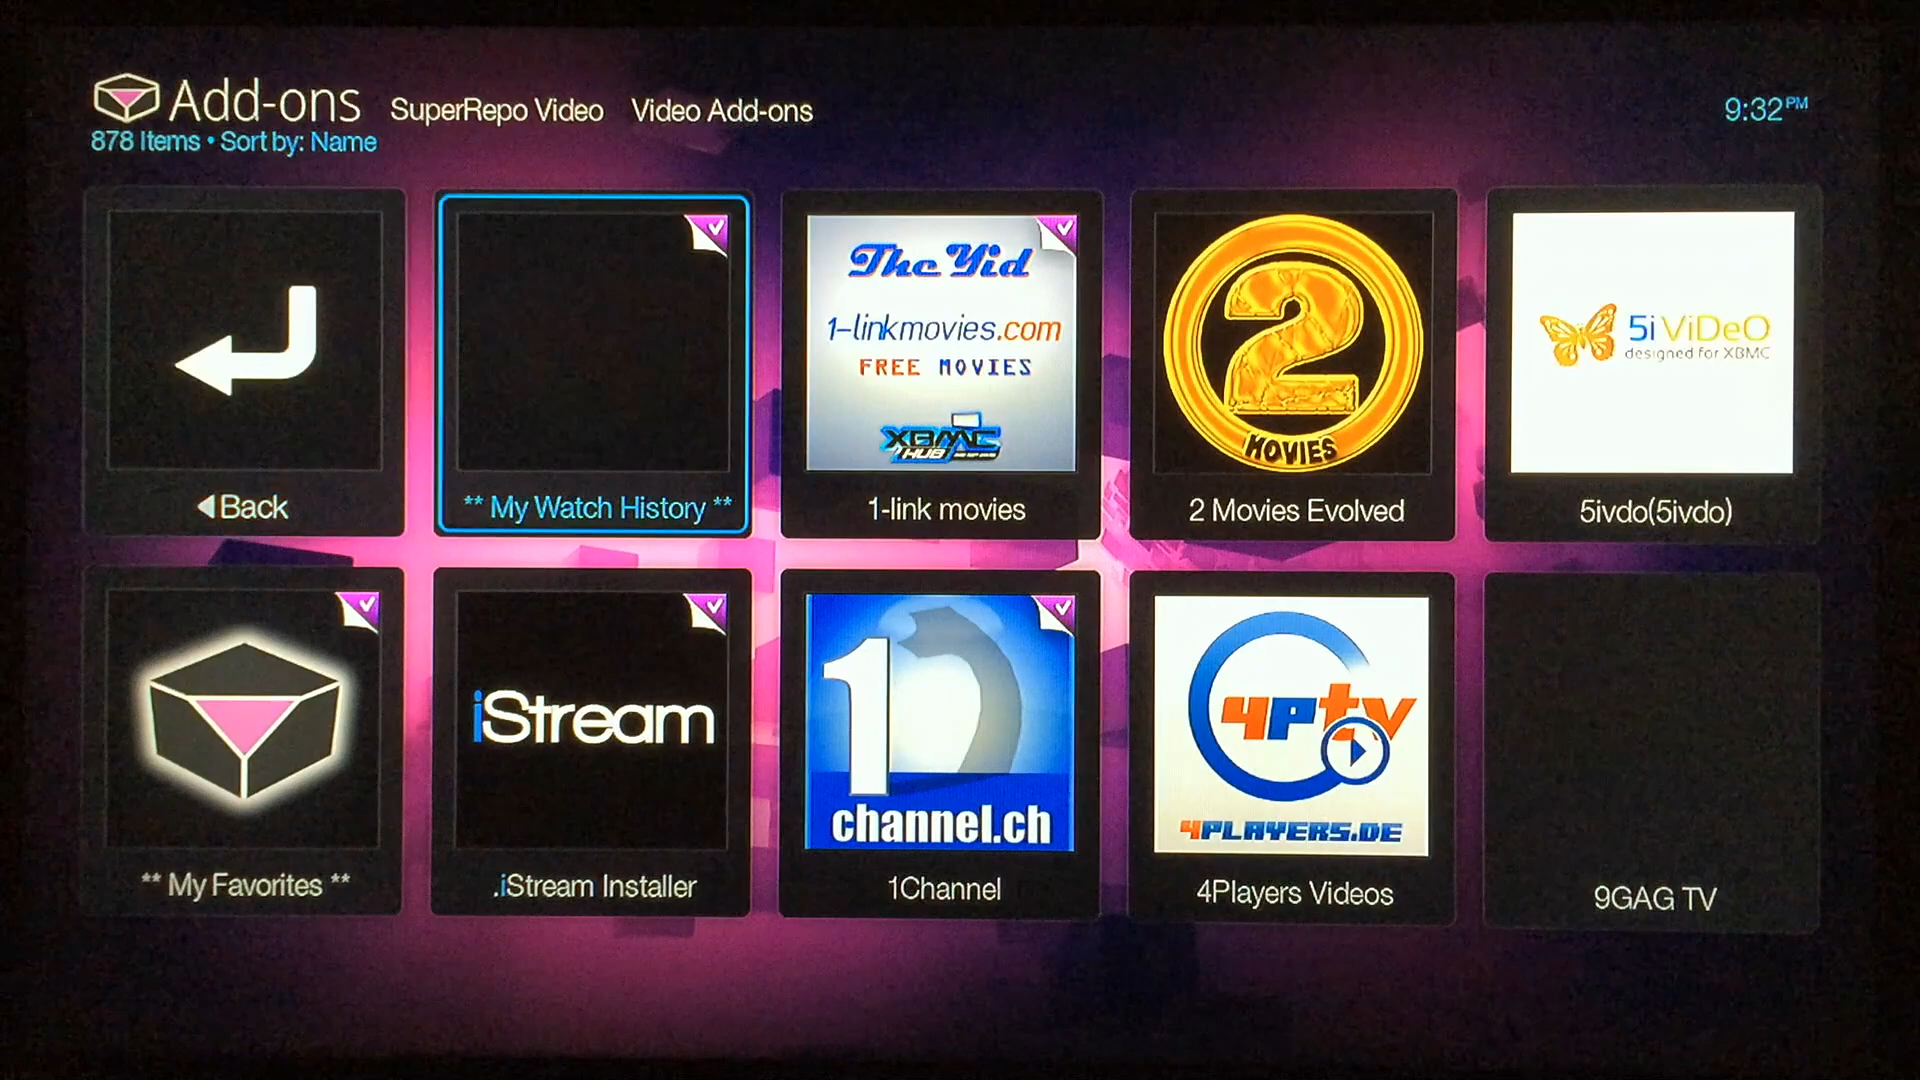 Add-ons SuperRepo Video Video Add-ons
9:32PM
878 Items • Sort by: Name
The Yid
1-linkmovies.com
FREE MOVIES
XBMC
HUB
2
MOVIES
5i ViDeO
designed for XBMC
Back
** My Watch History **
1-link movies
2 Movies Evolved
5ivdo(5ivdo)
iStream
1
channel.ch
4Ptv
4PLAYERS.DE
** My Favorites **
.iStream Installer
1Channel
4Players Videos
9GAG TV